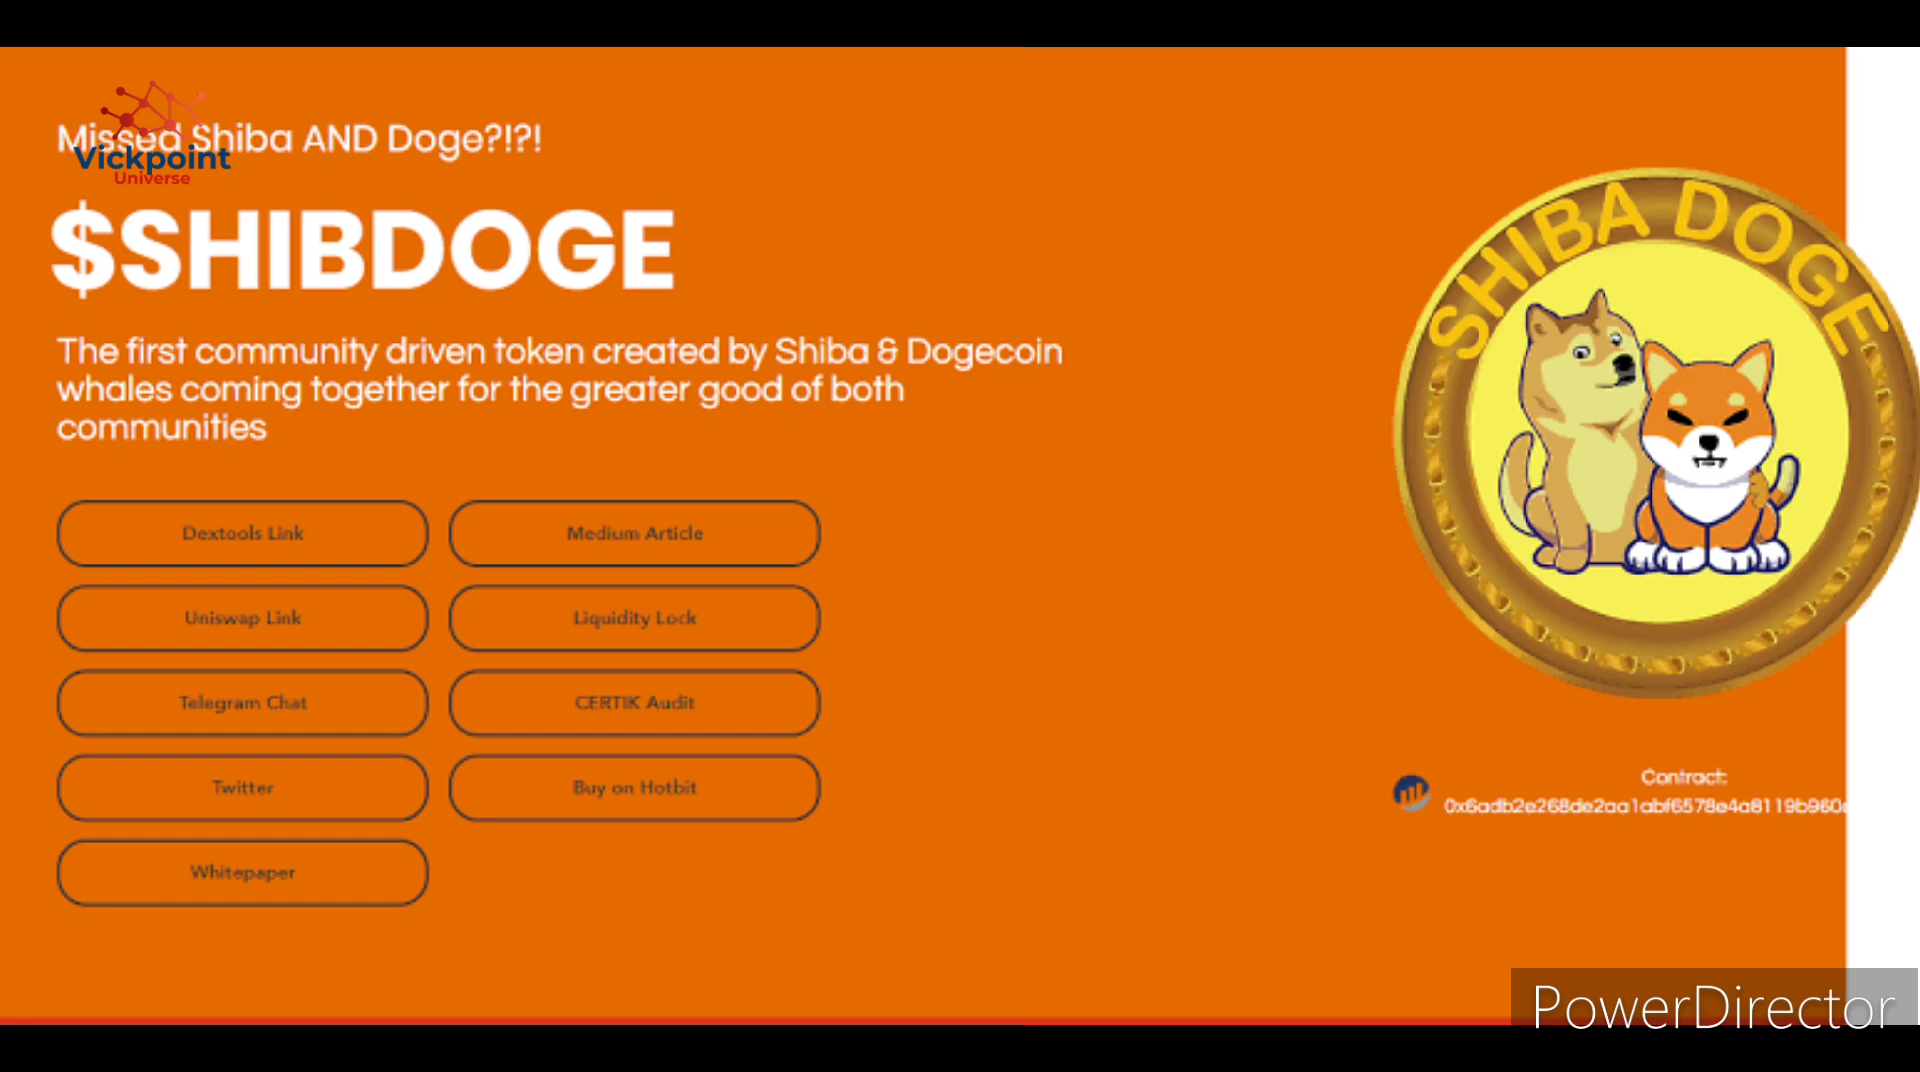 Missed Shiba AND Doge?!?!
Vickpoint
Universe
$SHIBDOGE
The first community driven token created by Shiba & Dogecoin
whales coming together for the greater good of both
communities
Dextools Link
Medium Article
Uniswap Link
Liquidity Lock
Telegram Chat
CERTIK Audit
Twitter
Buy on Hotbit
Whitepaper
SHIBA DOGE
Contract:
0x6adb2e268de2aa1abf6578e4a8119b960
PowerDirector